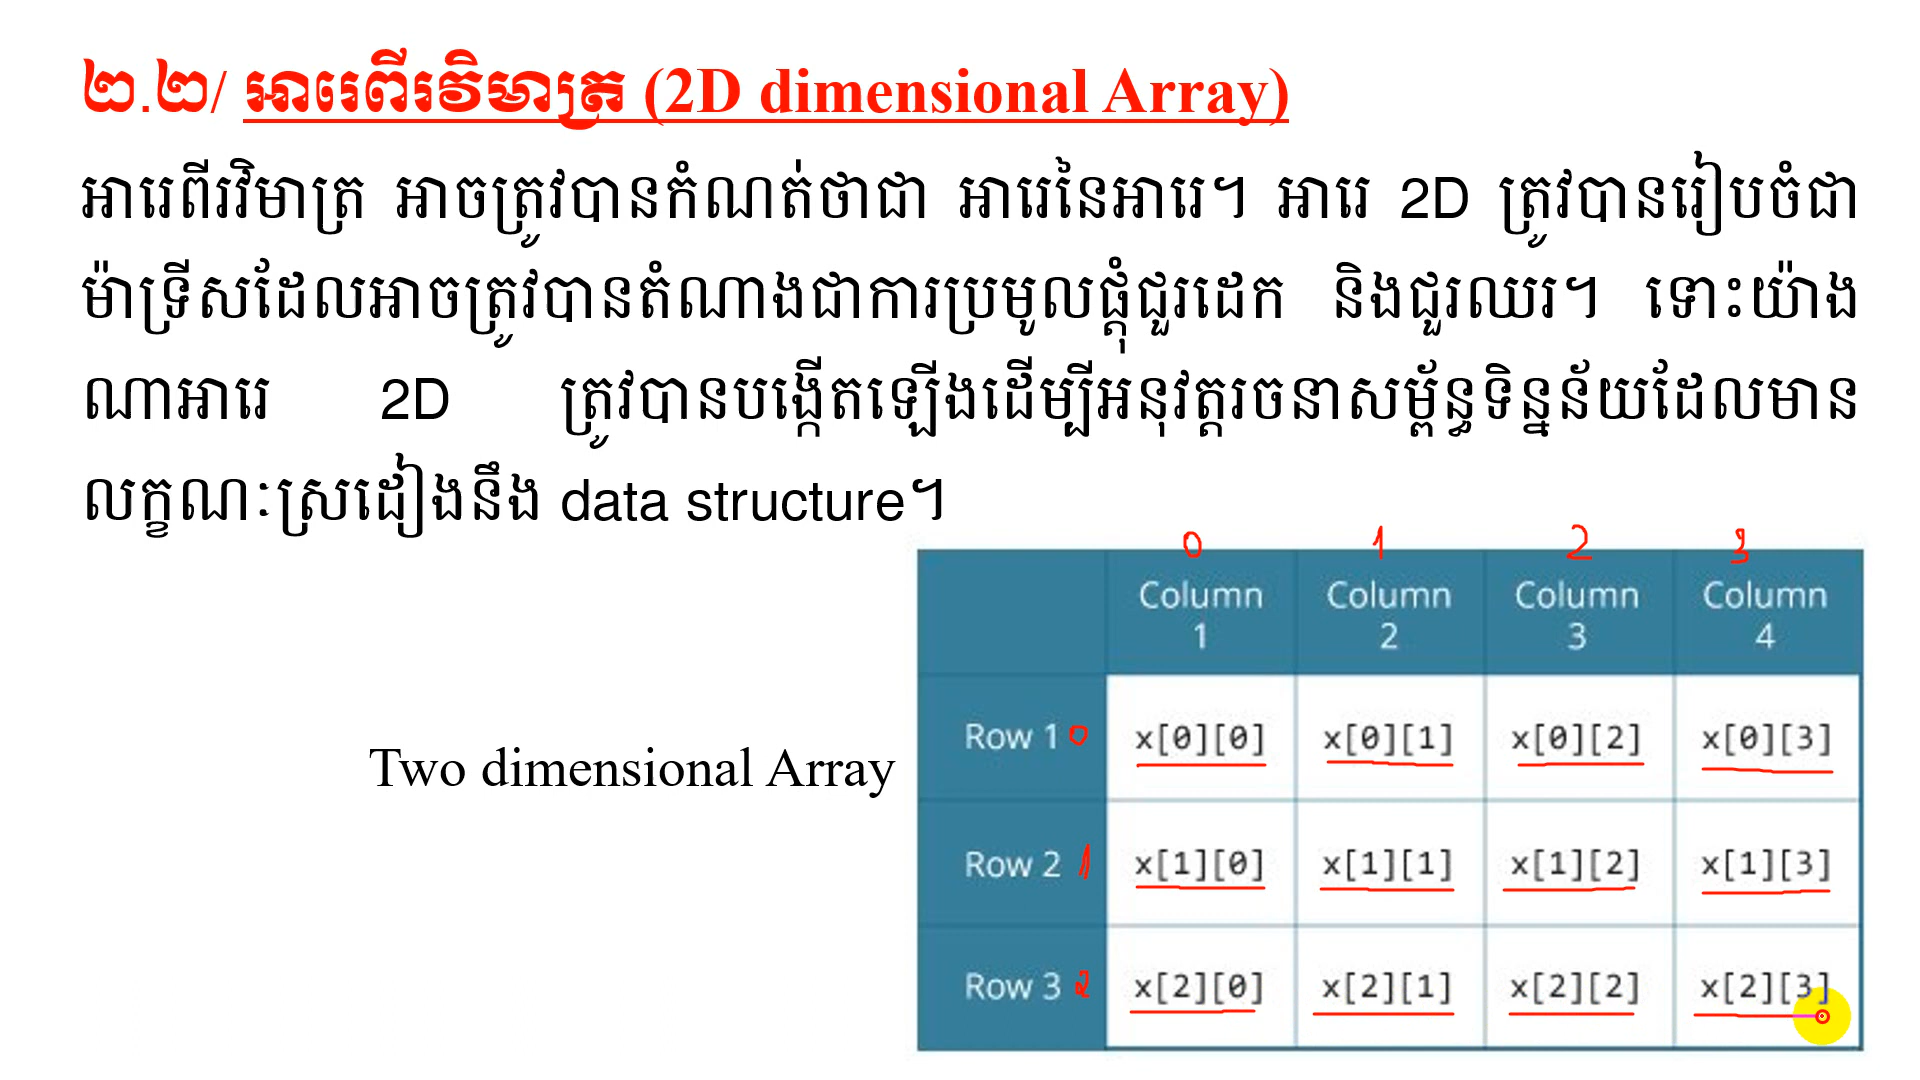 ២.២/ អារេពីរវិមាត្រ (2D dimensional Array)
អារេពីរវិមាត្រ អាចត្រូវបានកំណត់ថាជា អារេនៃអារេ។ អារេ 2D ត្រូវបានរៀបចំជា
ម៉ាទ្រីសដែលអាចត្រូវបានតំណាងជាការប្រមូលផ្តុំជួរដេក និងជួរឈរ។ ទោះយ៉ាង
ណាអារេ 2D ត្រូវបានបង្កើតឡើងដើម្បីអនុវត្តរចនាសម្ព័ន្ធទិន្នន័យដែលមាន
លក្ខណៈស្រដៀងនឹង data structure។
0 1 2 3
Column 1 Column 2 Column 3 Column 4
Row 1 0 x[0][0] x[0][1] x[0][2] x[0][3]
Two dimensional Array
Row 2 1 x[1][0] x[1][1] x[1][2] x[1][3]
Row 3 2 x[2][0] x[2][1] x[2][2] x[2][3]